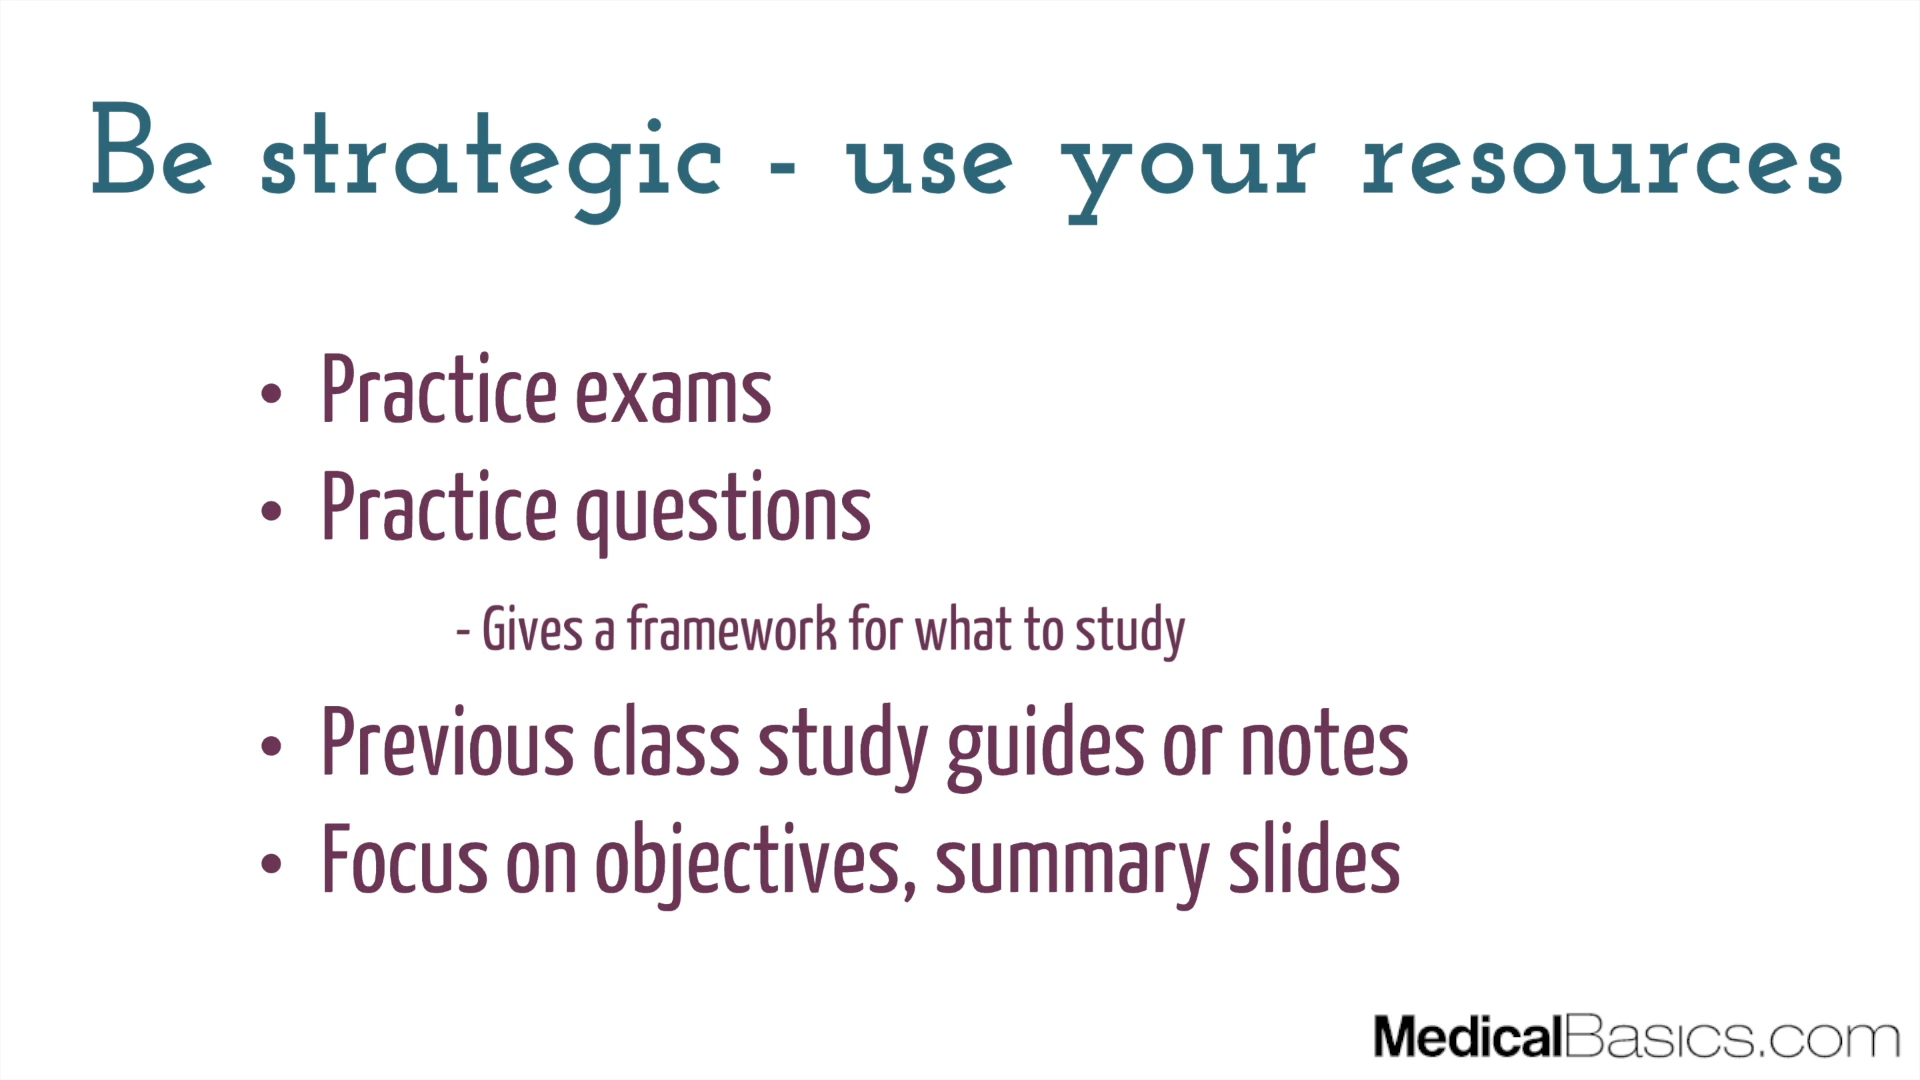 Be strategic - use your resources
• Practice exams
• Practice questions
- Gives a framework for what to study
• Previous class study guides or notes
• Focus on objectives, summary slides
MedicalBasics.com